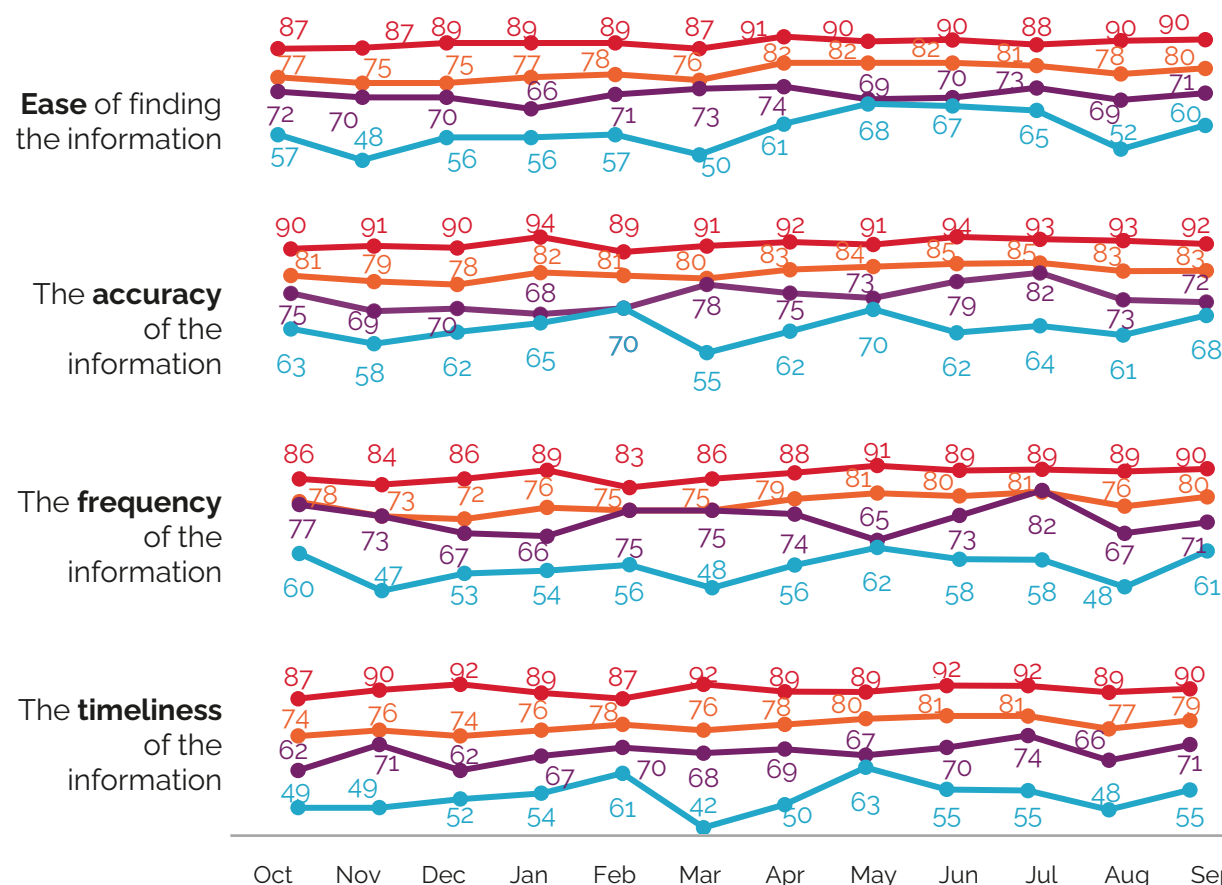 87 87 89 89 89 87 91 90 90 88 90 90
77 75 75 77 78 76 82 82 82 81 78 80
Ease of finding
the information
72 70 70 66 71 73 74 69 70 73 69 71
57 48 56 56 57 50 61 68 67 65 52 60
90 91 90 94 89 91 92 91 94 93 93 92
81 79 78 82 81 80 83 84 85 85 83 83
The accuracy
of the
information
75 69 70 68 70 78 75 73 79 82 73 72
63 58 62 65 70 55 62 70 62 64 61 68
86 84 86 89 83 86 88 91 89 89 89 90
78 73 72 76 75 75 79 81 80 81 76 80
The frequency
of the
information
77 73 67 66 75 75 74 65 73 82 67 71
60 47 53 54 56 48 56 62 58 58 48 61
87 90 92 89 87 92 89 89 92 92 89 90
74 76 74 76 78 76 78 80 81 81 77 79
The timeliness
of the
information
62 71 62 67 70 68 69 67 70 74 66 71
49 49 52 54 61 42 50 63 55 55 48 55
Oct Nov Dec Jan Feb Mar Apr May Jun Jul Aug Sep